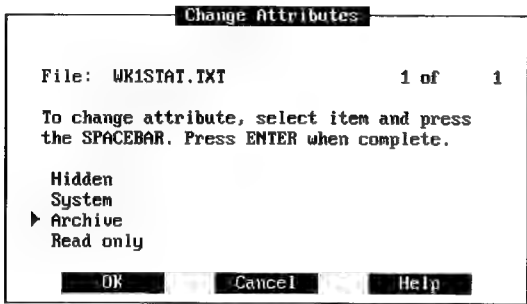 Change Attributes
File: WK1STAT.TXT 1 of 1
To change attribute, select item and press
the SPACEBAR. Press ENTER when complete.
Hidden
System
Archive
Read only
OK Cancel Help